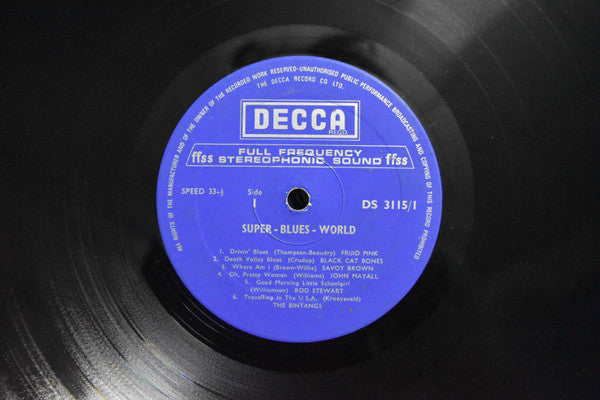 ALL RIGHTS OF THE MANUFACTURER AND OF THE OWNER OF THE RECORDED WORK RESERVED·UNAUTHORISED PUBLIC PERFORMANCE BROADCASTING AND COPYING OF THIS RECORD PROHIBITED
THE DECCA RECORD CO LTD.
DECCA
REGD.
ffss FULL FREQUENCY STEREOPHONIC SOUND ffss
SPEED 33-⅓ Side 1 DS 3115/1
SUPER - BLUES - WORLD
1. Drivin' Blues (Thompson-Beaudry) FRIJID PINK
2. Death Valley Blues (Crudup) BLACK CAT BONES
3. Where Am I (Brown-Willie) SAVOY BROWN
4. Oh, Pretty Woman (Williams) JOHN MAYALL
5. Good Morning Little Schoolgirl
(Williamson) ROD STEWART
6. Travelling in The U.S.A. (Kraayeveld)
THE BINTANGS